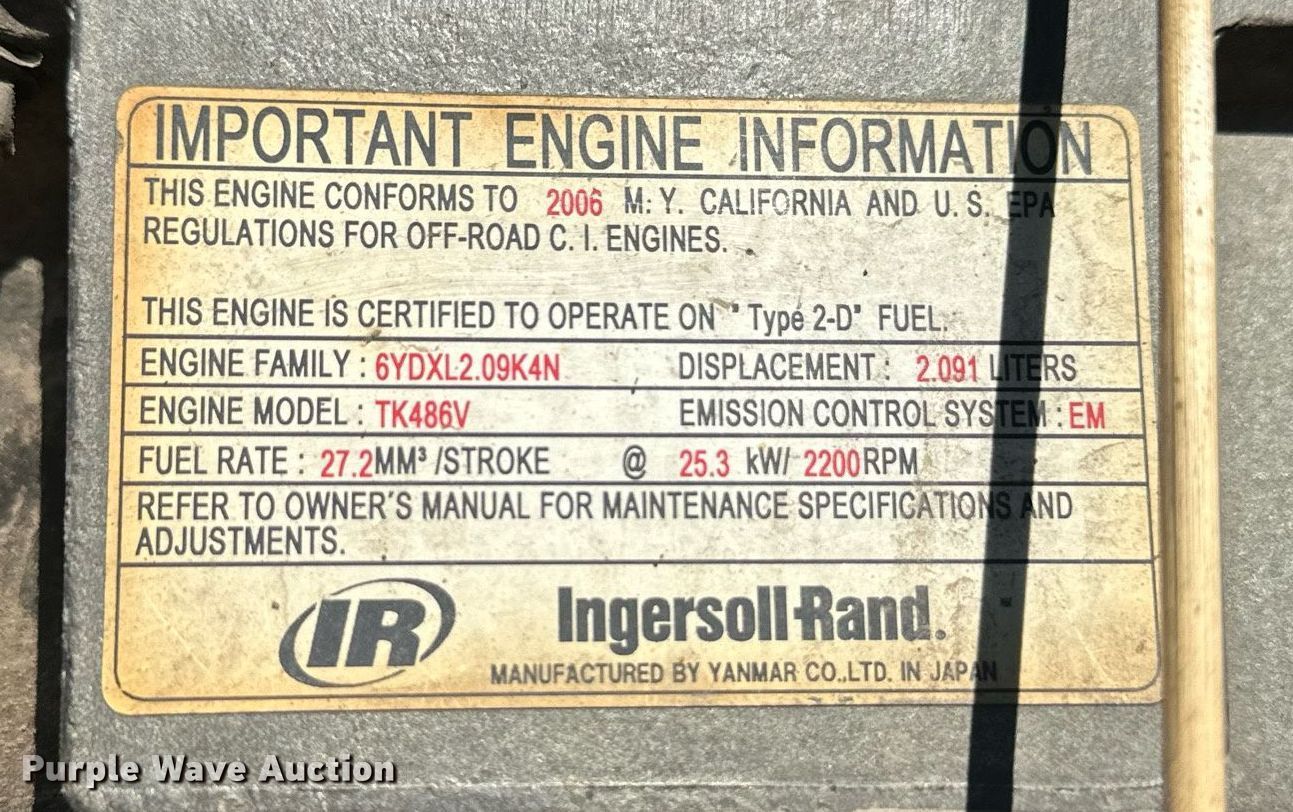 IMPORTANT ENGINE INFORMATION
THIS ENGINE CONFORMS TO 2006 M.Y. CALIFORNIA AND U.S. EPA
REGULATIONS FOR OFF-ROAD C.I. ENGINES.
THIS ENGINE IS CERTIFIED TO OPERATE ON "Type 2-D" FUEL.
ENGINE FAMILY : 6YDXL2.09K4N DISPLACEMENT : 2.091 LITERS
ENGINE MODEL : TK486V EMISSION CONTROL SYSTEM : EM
FUEL RATE : 27.2MM³/STROKE @ 25.3 kW/ 2200RPM
REFER TO OWNER'S MANUAL FOR MAINTENANCE SPECIFICATIONS AND
ADJUSTMENTS.
IR Ingersoll-Rand.
MANUFACTURED BY YANMAR CO.,LTD. IN JAPAN
Purple Wave Auction